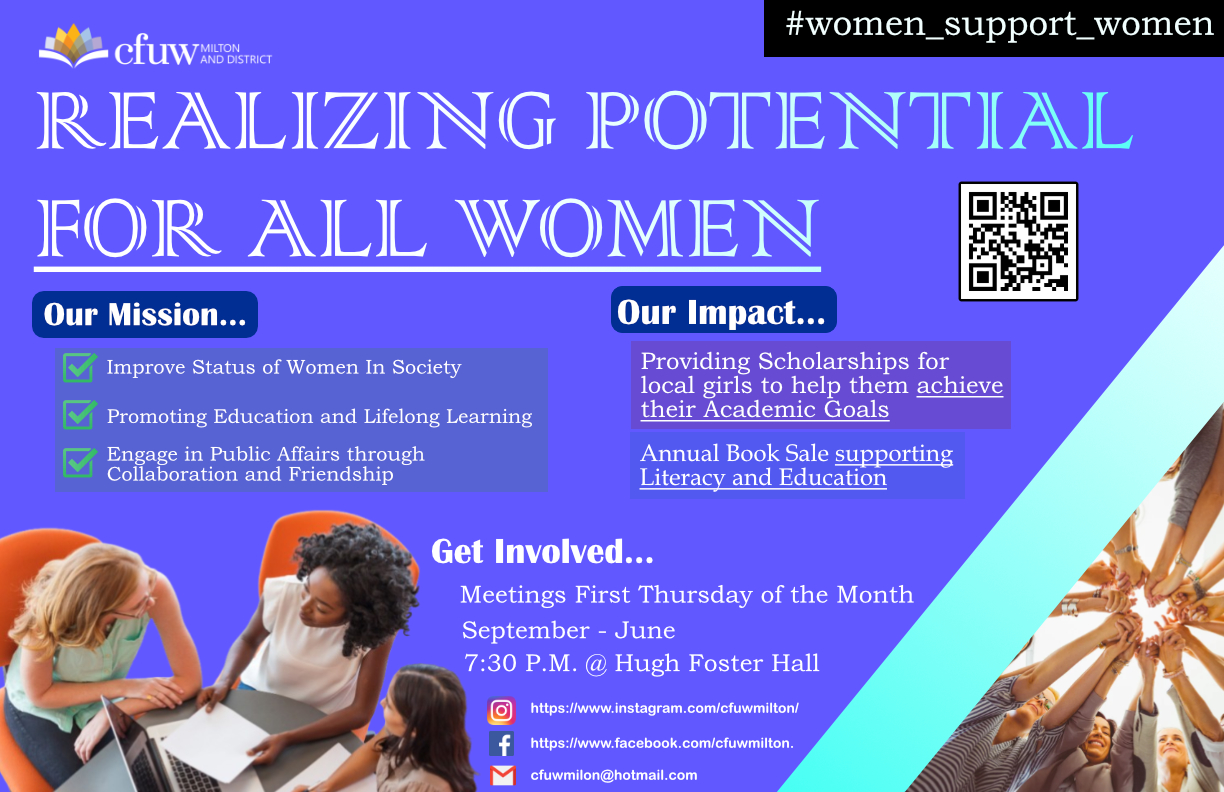 #women_support_women
cfuw MILTON
AND DISTRICT
REALIZING POTENTIAL
FOR ALL WOMEN
Our Mission...
Improve Status of Women In Society
Promoting Education and Lifelong Learning
Engage in Public Affairs through
Collaboration and Friendship
Our Impact...
Providing Scholarships for
local girls to help them achieve
their Academic Goals
Annual Book Sale supporting
Literacy and Education
Get Involved...
Meetings First Thursday of the Month
September - June
7:30 P.M. @ Hugh Foster Hall
https://www.instagram.com/cfuwmilton/
https://www.facebook.com/cfuwmilton.
cfuwmilon@hotmail.com